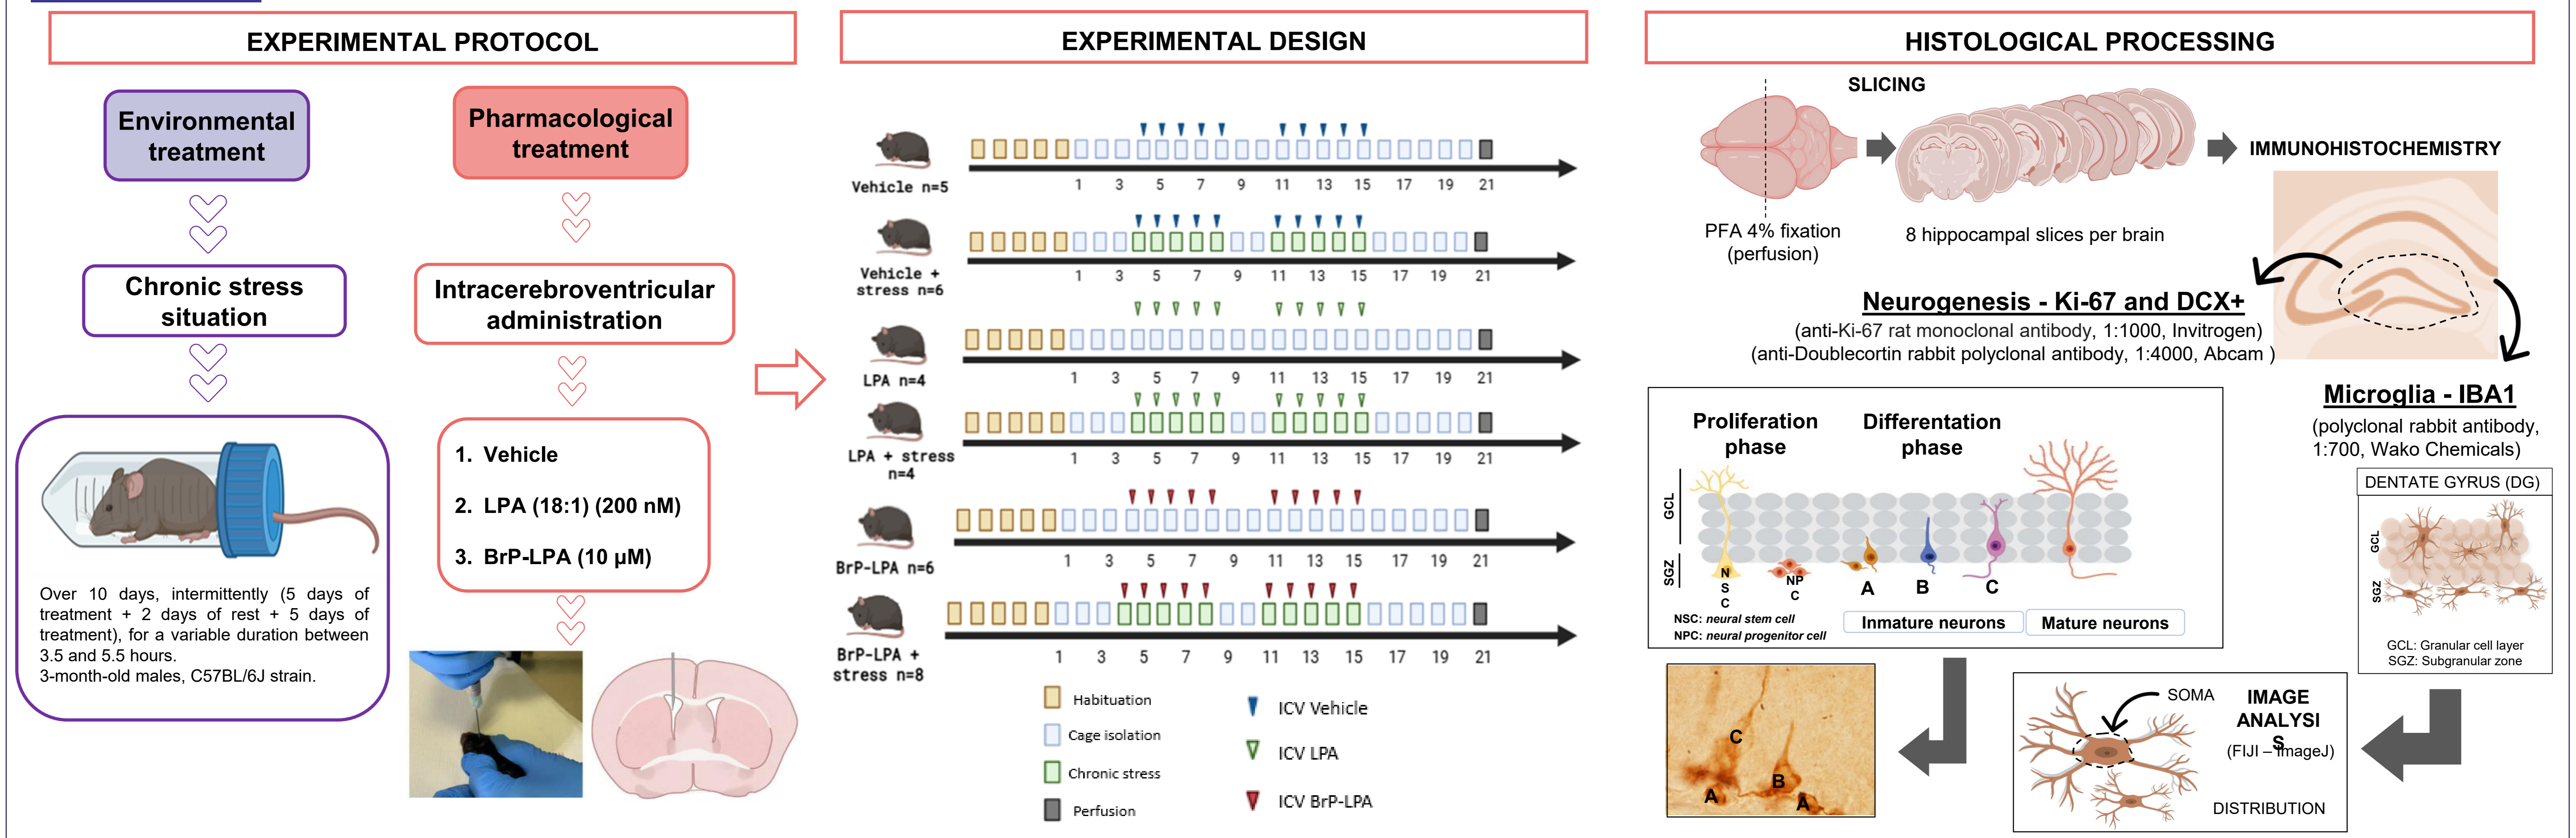 EXPERIMENTAL PROTOCOL
Environmental
treatment
Chronic stress
situation
Over 10 days, intermittently (5 days of
treatment + 2 days of rest + 5 days of
treatment), for a variable duration between
3.5 and 5.5 hours.
3-month-old males, C57BL/6J strain.
Pharmacological
treatment
Intracerebroventricular
administration
1. Vehicle
2. LPA (18:1) (200 nM)
3. BrP-LPA (10 µM)
EXPERIMENTAL DESIGN
Vehicle n=5
1 3 5 7 9 11 13 15 17 19 21
Vehicle +
stress n=6
1 3 5 7 9 11 13 15 17 19 21
LPA n=4
1 3 5 7 9 11 13 15 17 19 21
LPA + stress
n=4
1 3 5 7 9 11 13 15 17 19 21
BrP-LPA n=6
1 3 5 7 9 11 13 15 17 19 21
BrP-LPA +
stress n=8
1 3 5 7 9 11 13 15 17 19 21
Habituation
Cage isolation
Chronic stress
Perfusion
ICV Vehicle
ICV LPA
ICV BrP-LPA
HISTOLOGICAL PROCESSING
SLICING
PFA 4% fixation
(perfusion)
8 hippocampal slices per brain
IMMUNOHISTOCHEMISTRY
Neurogenesis - Ki-67 and DCX+
(anti-Ki-67 rat monoclonal antibody, 1:1000, Invitrogen)
(anti-Doublecortin rabbit polyclonal antibody, 1:4000, Abcam )
Microglia - IBA1
(polyclonal rabbit antibody,
1:700, Wako Chemicals)
Proliferation
phase
Differentation
phase
GCL
SGZ
N
S
C
NP
C
A
B
C
NSC: neural stem cell
NPC: neural progenitor cell
Inmature neurons
Mature neurons
DENTATE GYRUS (DG)
GCL
SGZ
GCL: Granular cell layer
SGZ: Subgranular zone
C
B
A
A
SOMA
IMAGE
ANALYSI
S
(FIJI – ImageJ)
DISTRIBUTION